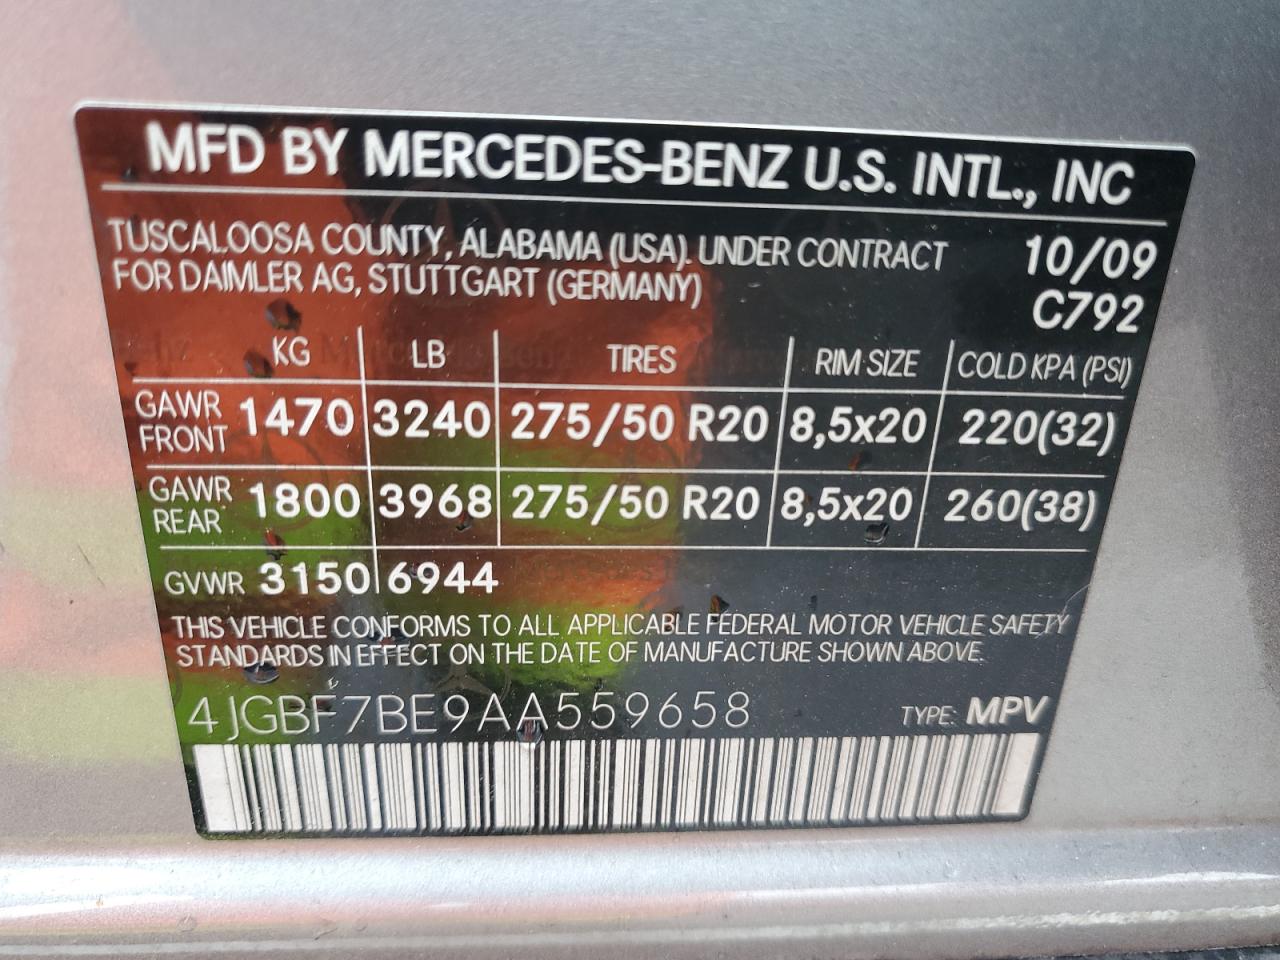 MFD BY MERCEDES-BENZ U.S. INTL., INC
TUSCALOOSA COUNTY, ALABAMA (USA). UNDER CONTRACT 10/09
FOR DAIMLER AG, STUTTGART (GERMANY) C792
KG LB TIRES RIM SIZE COLD KPA (PSI)
GAWR FRONT 1470 3240 275/50 R20 8,5x20 220(32)
GAWR REAR 1800 3968 275/50 R20 8,5x20 260(38)
GVWR 3150 6944
THIS VEHICLE CONFORMS TO ALL APPLICABLE FEDERAL MOTOR VEHICLE SAFETY
STANDARDS IN EFFECT ON THE DATE OF MANUFACTURE SHOWN ABOVE.
4JGBF7BE9AA559658 TYPE: MPV